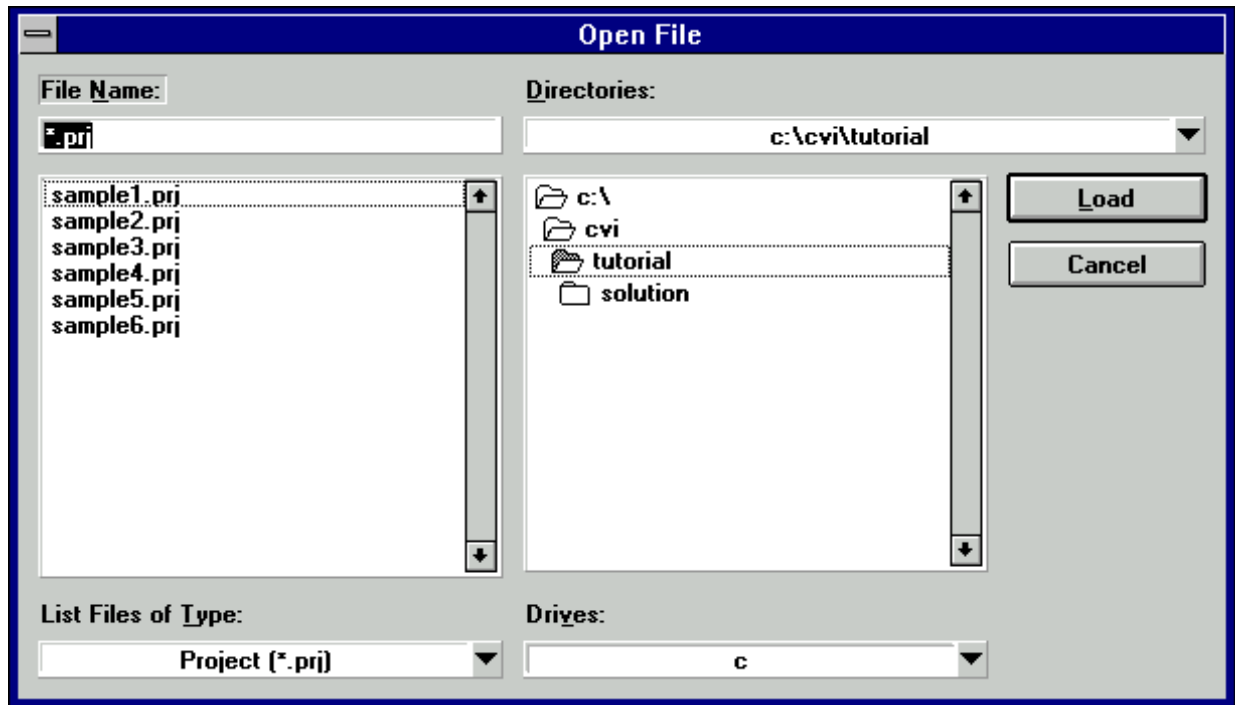 Open File
File Name:
*.prj
sample1.prj
sample2.prj
sample3.prj
sample4.prj
sample5.prj
sample6.prj
List Files of Type:
Project (*.prj)
Directories:
c:\cvi\tutorial
c:\
cvi
tutorial
solution
Drives:
c
Load
Cancel